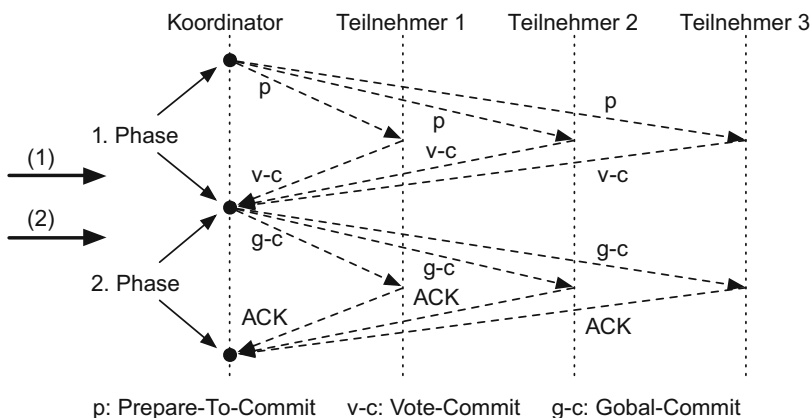 Koordinator Teilnehmer 1 Teilnehmer 2 Teilnehmer 3
p
p
p
1. Phase
(1)
v-c
v-c
v-c
(2)
g-c
g-c
g-c
2. Phase
ACK
ACK
ACK
p: Prepare-To-Commit v-c: Vote-Commit g-c: Gobal-Commit